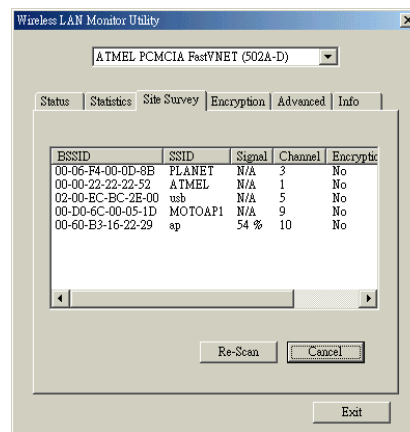 Wireless LAN Monitor Utility
ATMEL PCMCIA FastVNET (502A-D)
Status Statistics Site Survey Encryption Advanced Info
BSSID SSID Signal Channel Encryptic
00-06-F4-00-0D-8B PLANET N/A 3 No
00-00-22-22-22-52 ATMEL N/A 1 No
02-00-EC-BC-2E-00 usb N/A 5 No
00-D0-6C-00-05-1D MOTOAP1 N/A 9 No
00-60-B3-16-22-29 ap 54 % 10 No
Re-Scan Cancel
Exit